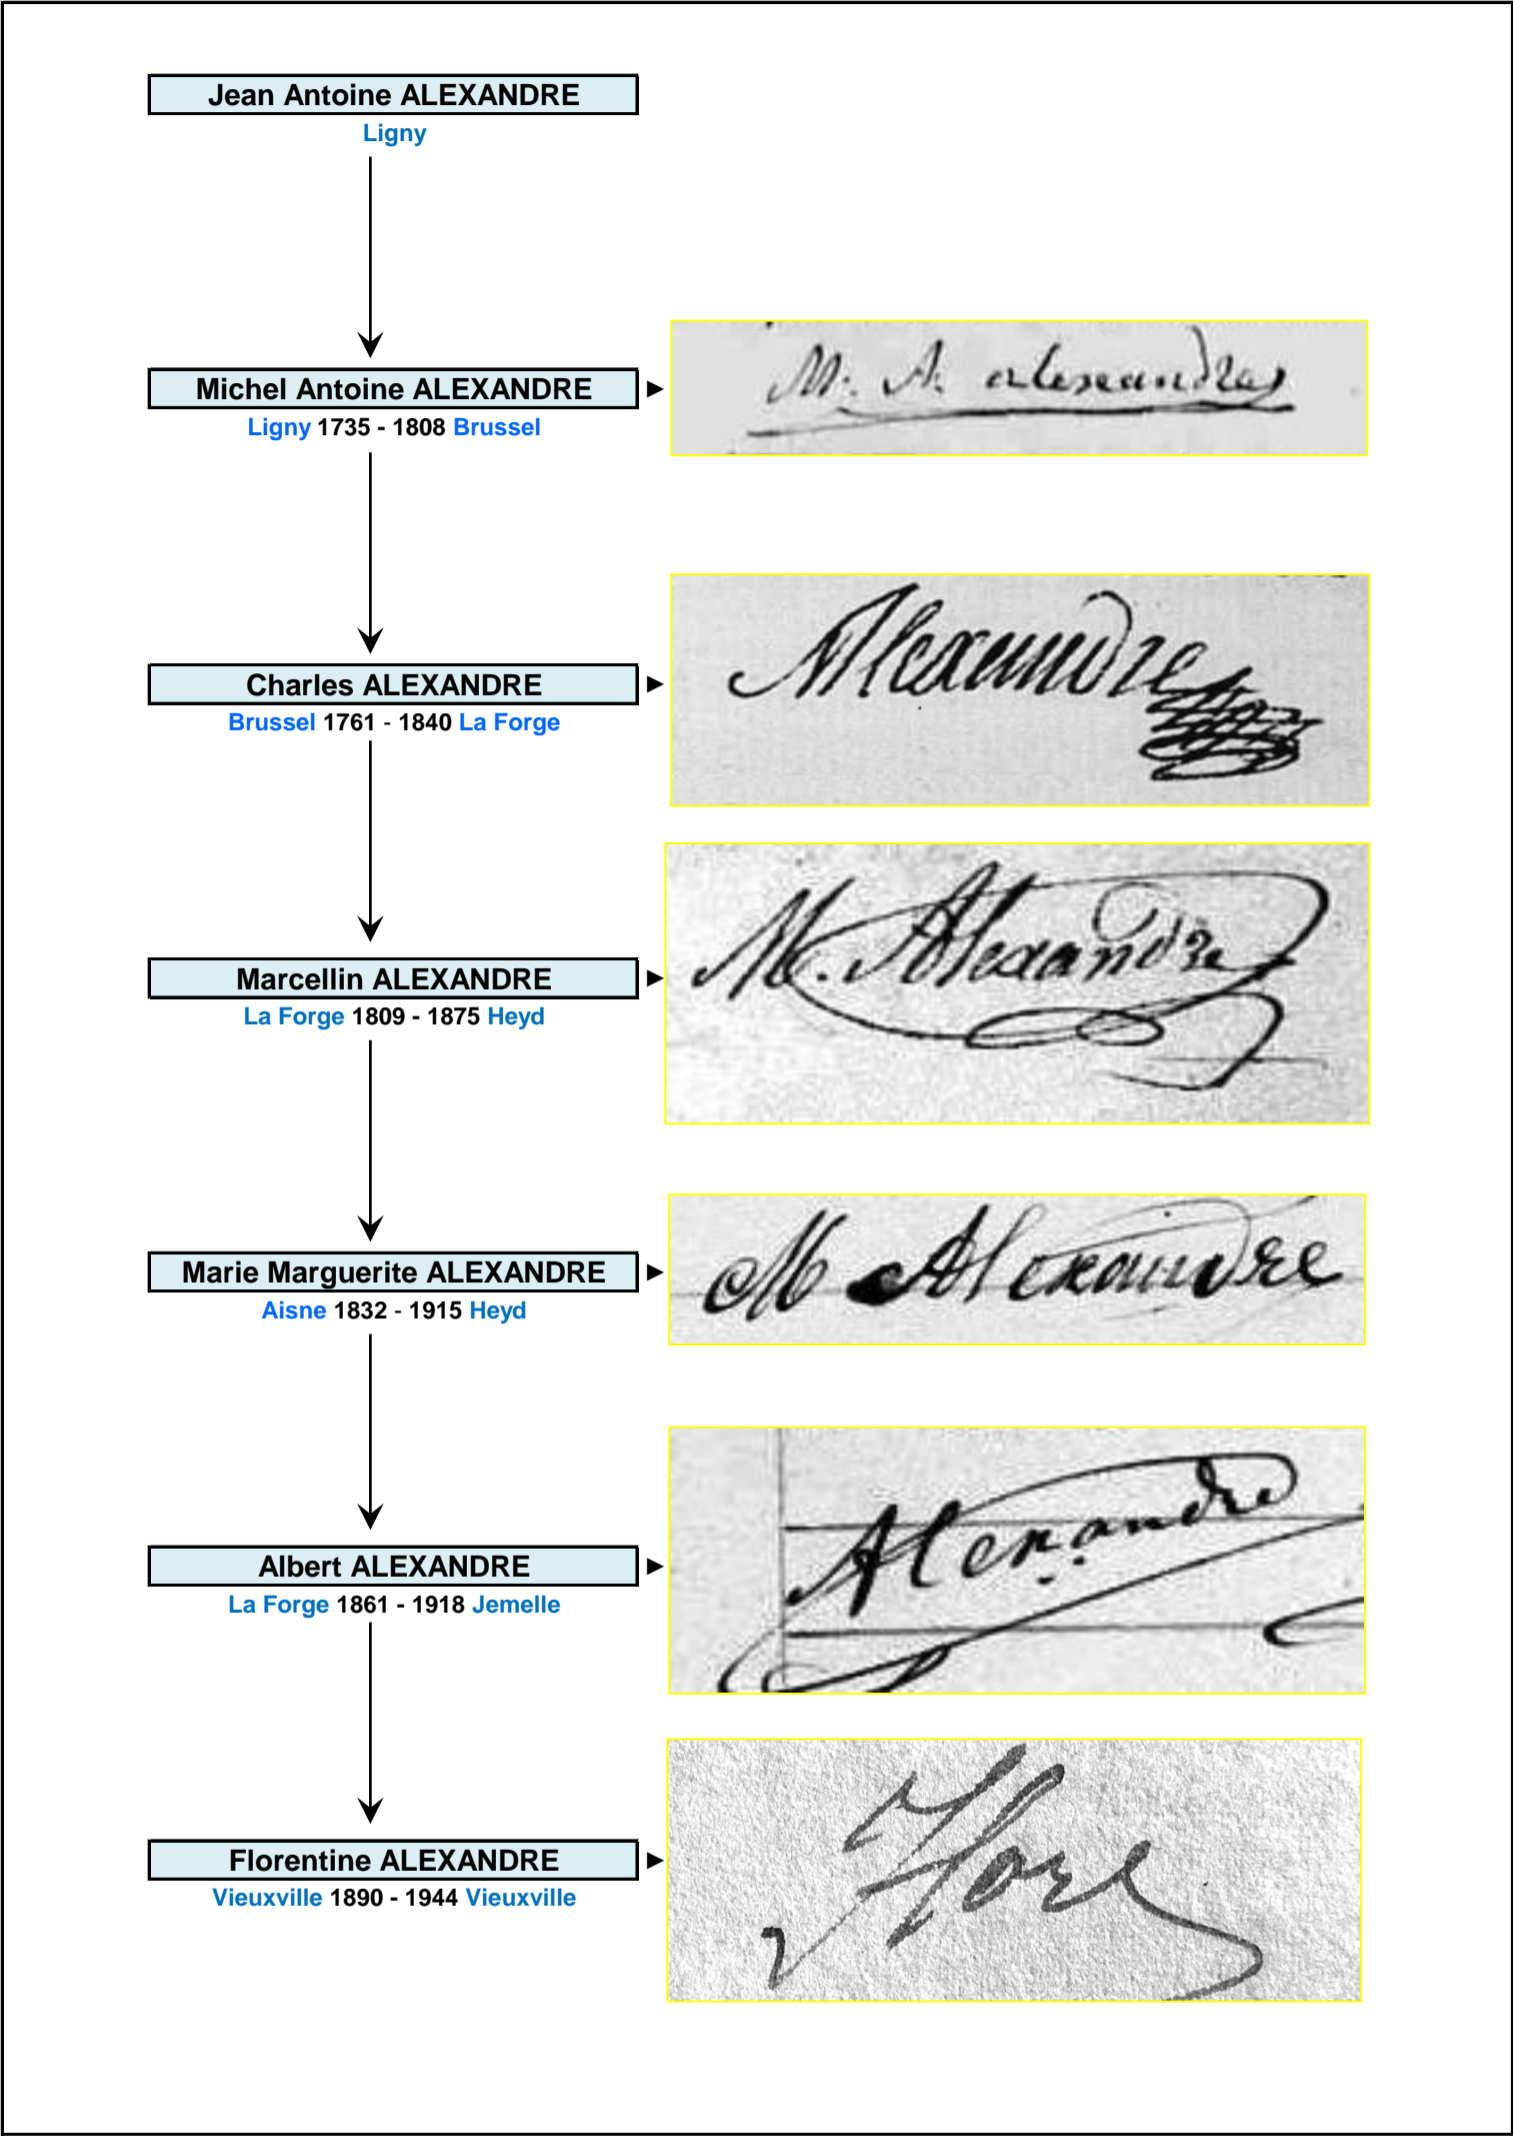 Jean Antoine ALEXANDRE
Ligny
Michel Antoine ALEXANDRE
M. A. alexandre
Ligny 1735 - 1808 Brussel
Charles ALEXANDRE
Alexandre
Brussel 1761 - 1840 La Forge
Marcellin ALEXANDRE
M. Alexandre
La Forge 1809 - 1875 Heyd
Marie Marguerite ALEXANDRE
M Alexandre
Aisne 1832 - 1915 Heyd
Albert ALEXANDRE
Alexandre
La Forge 1861 - 1918 Jemelle
Florentine ALEXANDRE
Flore
Vieuxville 1890 - 1944 Vieuxville